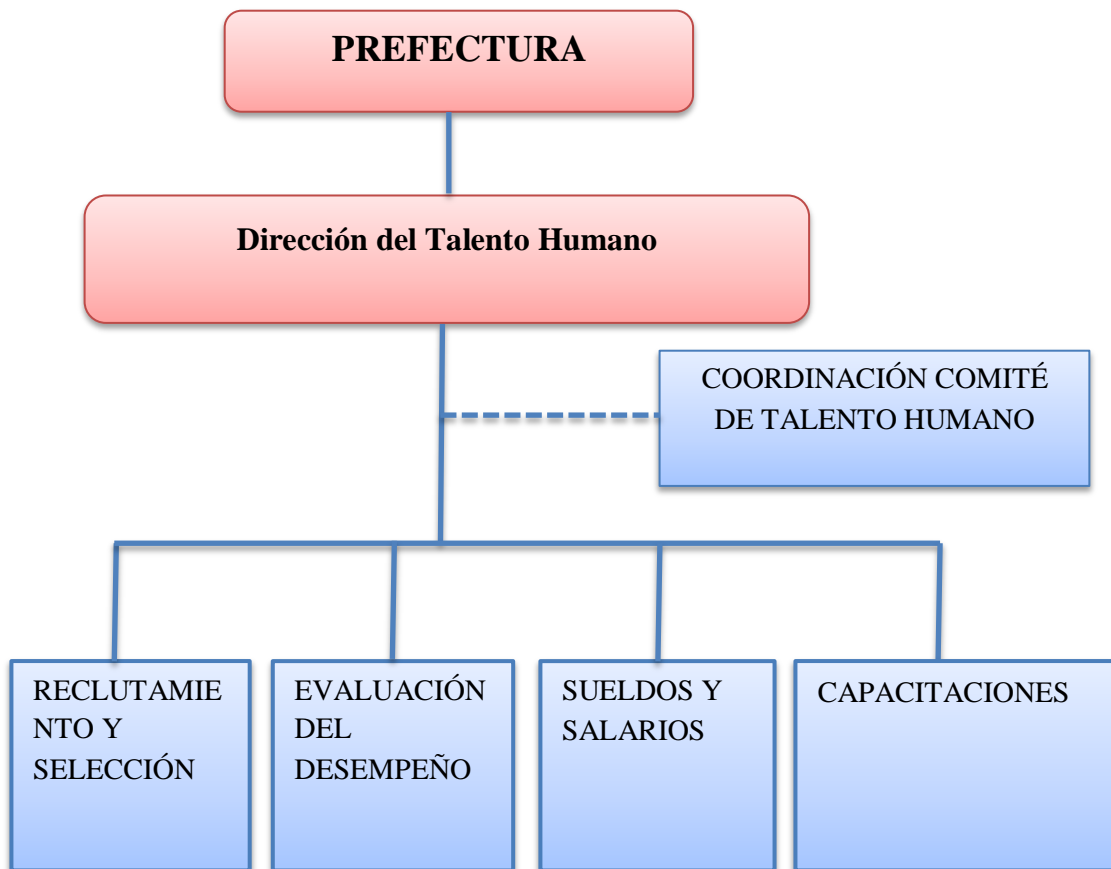 PREFECTURA
Dirección del Talento Humano
COORDINACIÓN COMITÉ
DE TALENTO HUMANO
RECLUTAMIE
NTO Y
SELECCIÓN
EVALUACIÓN
DEL
DESEMPEÑO
SUELDOS Y
SALARIOS
CAPACITACIONES